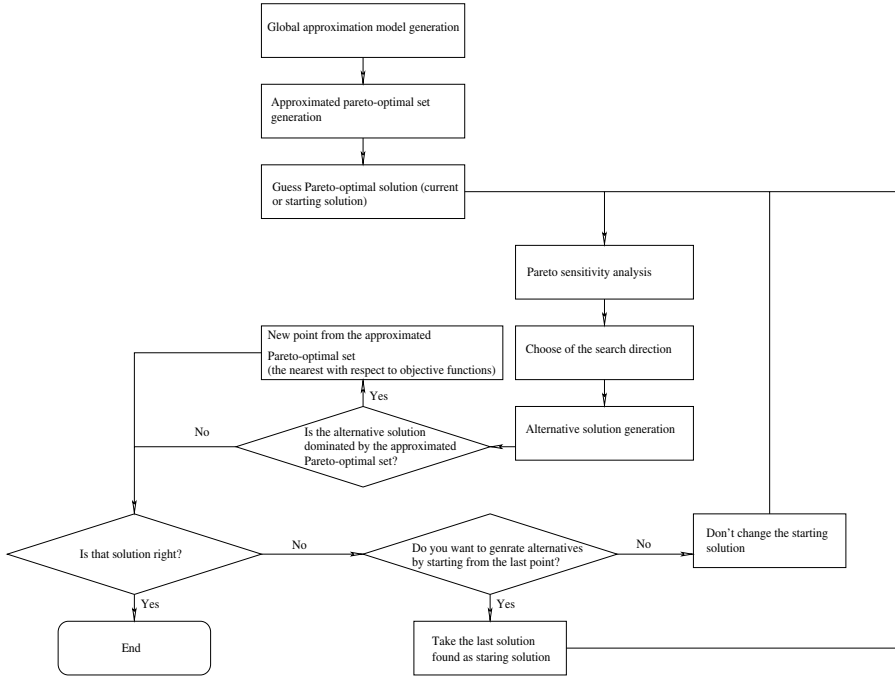 Global approximation model generation
Approximated pareto-optimal set
generation
Guess Pareto-optimal solution (current
or starting solution)
Pareto sensitivity analysis
New point from the approximated
Pareto-optimal set
(the nearest with respect to objective functions)
Choose of the search direction
Yes
Is the alternative solution
dominated by the approximated
Pareto-optimal set?
No
Alternative solution generation
Is that solution right?
No
Do you want to genrate alternatives
by starting from the last point?
No
Don't change the starting
solution
Yes
Yes
End
Take the last solution
found as staring solution